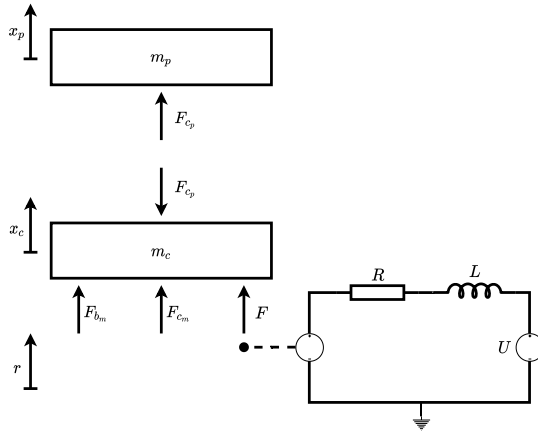 x_p
m_p
F_{c_p}
F_{c_p}
x_c
m_c
R
L
F_{b_m}
F_{c_m}
F
U
r